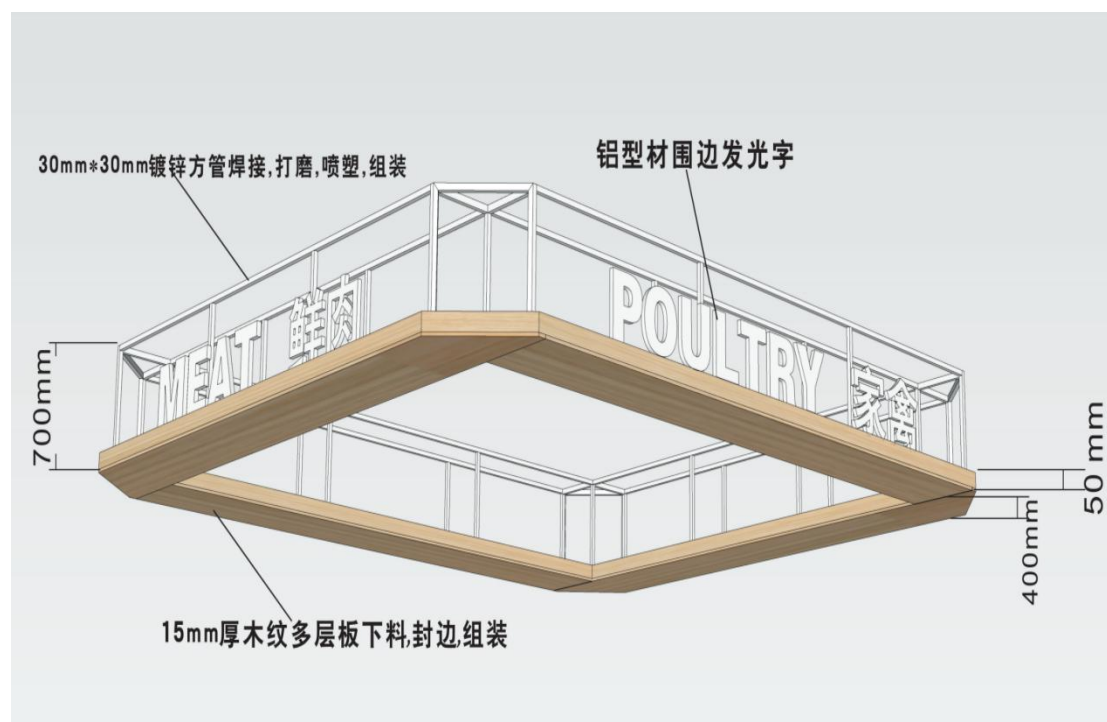 30mm*30mm镀锌方管焊接,打磨,喷塑,组装
铝型材围边发光字
MEAT 鲜肉
POULTRY 家禽
700mm
50 mm
400mm
15mm厚木纹多层板下料,封边,组装